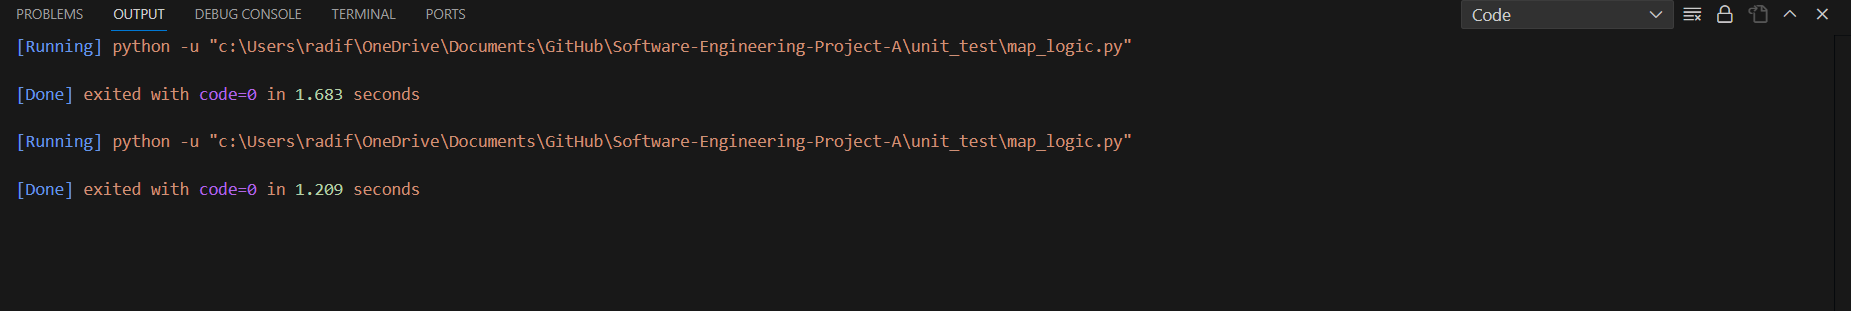 PROBLEMS OUTPUT DEBUG CONSOLE TERMINAL PORTS Code
[Running] python -u "c:\Users\radif\OneDrive\Documents\GitHub\Software-Engineering-Project-A\unit_test\map_logic.py"
[Done] exited with code=0 in 1.683 seconds
[Running] python -u "c:\Users\radif\OneDrive\Documents\GitHub\Software-Engineering-Project-A\unit_test\map_logic.py"
[Done] exited with code=0 in 1.209 seconds